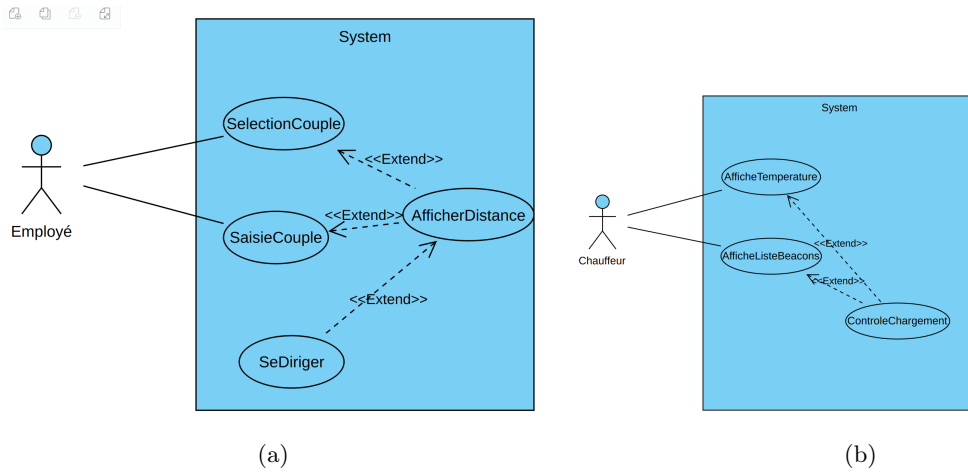 System
SelectionCouple
<<Extend>>
AfficherDistance
<<Extend>>
SaisieCouple
Employé
<<Extend>>
SeDiriger
(a)
System
AfficheTemperature
Chauffeur
<<Extend>>
AfficheListeBeacons
<<Extend>>
ControleChargement
(b)